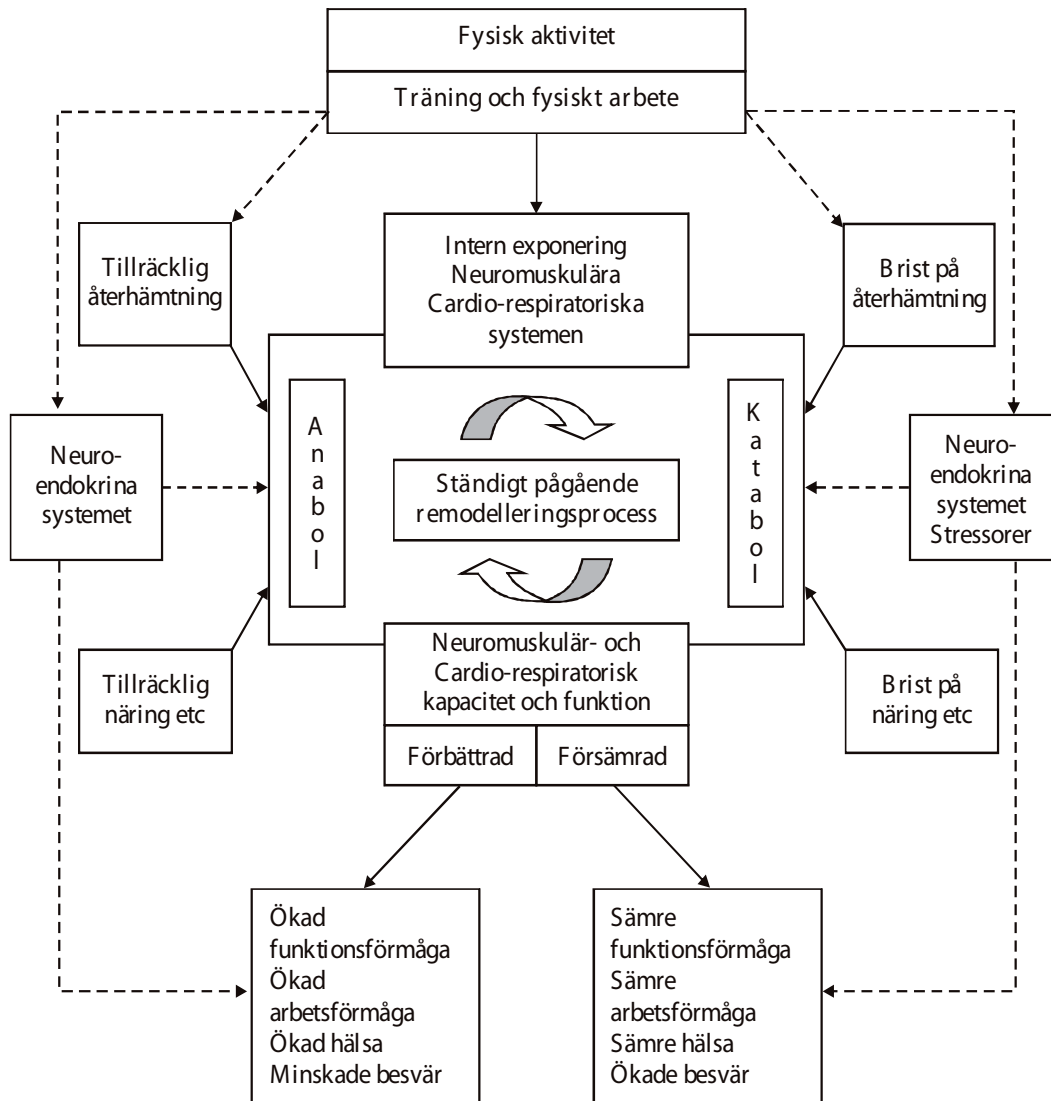 Fysisk aktivitet
Träning och fysiskt arbete
Tillräcklig
återhämtning
Intern exponering
Neuromuskulära
Cardio-respiratoriska
systemen
Brist på
återhämtning
Anabol
Katabol
Neuro-
endokrina
systemet
Ständigt pågående
remodelleringsprocess
Neuro-
endokrina
systemet
Stressorer
Tillräcklig
näring etc
Neuromuskulär- och
Cardio-respiratorisk
kapacitet och funktion
Brist på
näring etc
Förbättrad
Försämrad
Ökad
funktionsförmåga
Ökad
arbetsförmåga
Ökad hälsa
Minskade besvär
Sämre
funktionsförmåga
Sämre
arbetsförmåga
Sämre hälsa
Ökade besvär